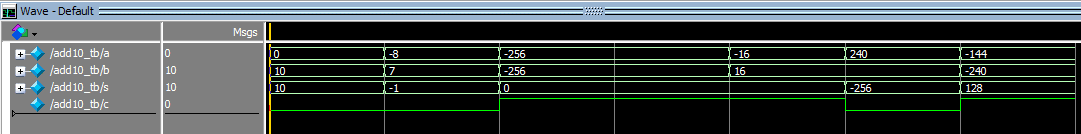 Wave - Default
Msgs
/add10_tb/a 0 0 -8 -256 -16 240 -144
/add10_tb/b 10 10 7 -256 16 -240
/add10_tb/s 10 10 -1 0 -256 128
/add10_tb/c 0